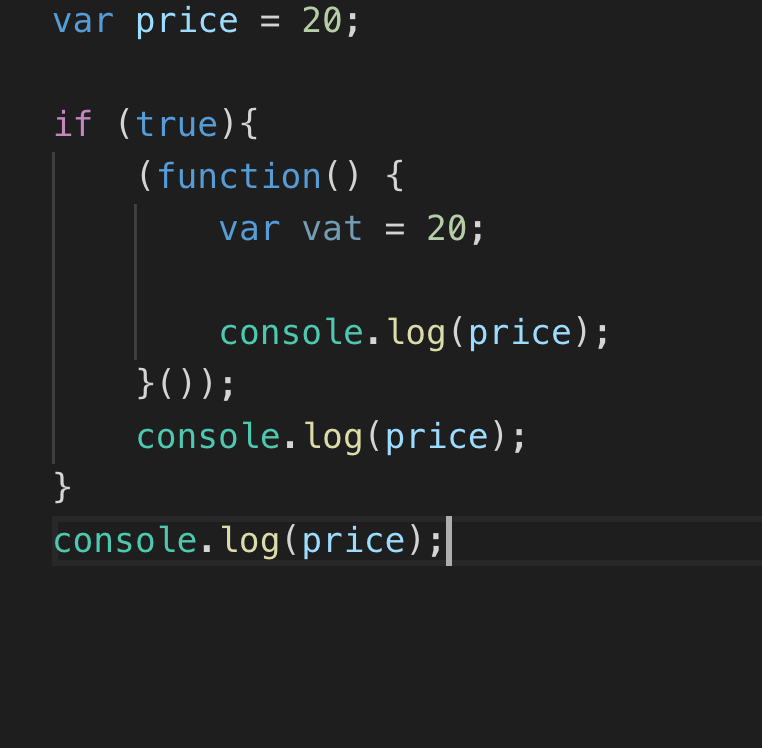 var price = 20;
if (true){
(function() {
var vat = 20;
console.log(price);
}());
console.log(price);
}
console.log(price);